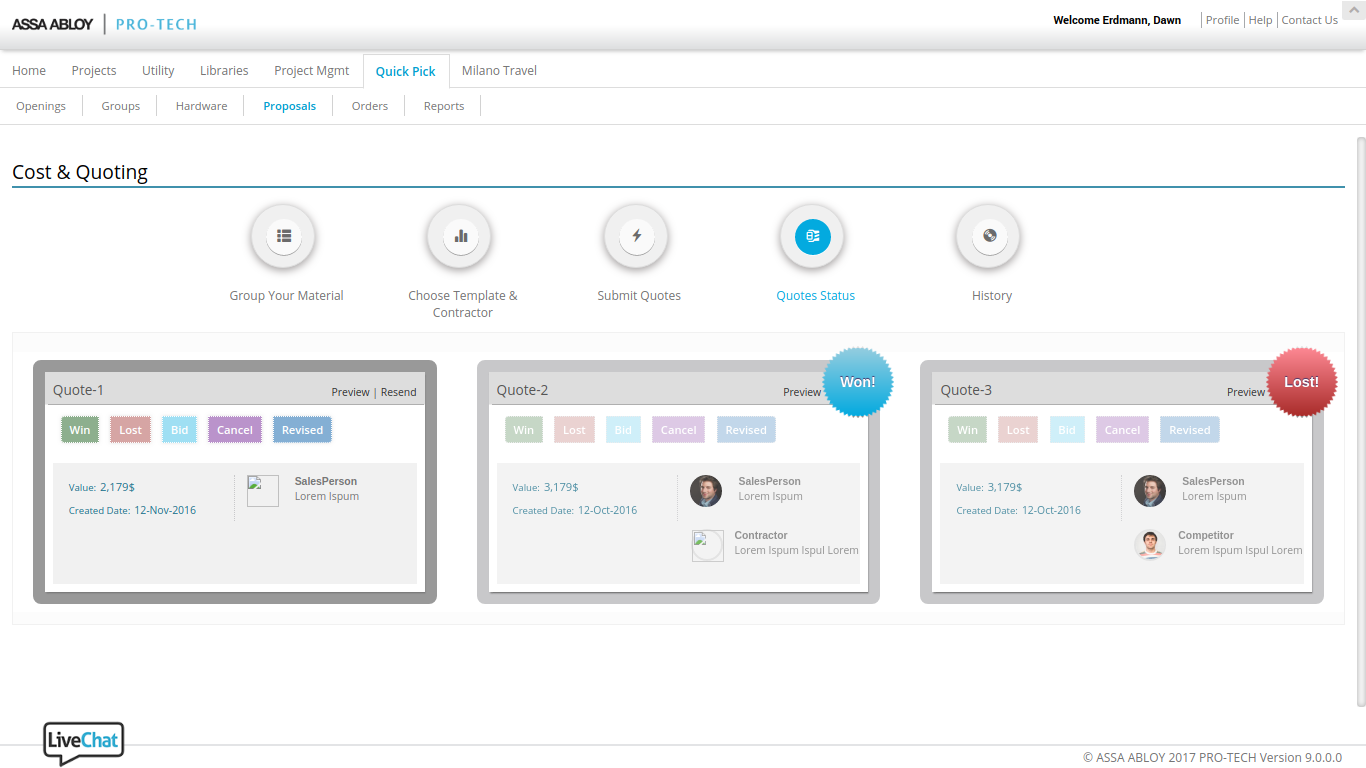 ASSA ABLOY | PRO-TECH
Welcome Erdmann, Dawn | Profile | Help | Contact Us
Home Projects Utility Libraries Project Mgmt Quick Pick Milano Travel
Openings Groups Hardware Proposals Orders Reports
Cost & Quoting
Group Your Material
Choose Template &
Contractor
Submit Quotes
Quotes Status
History
Quote-1
Preview | Resend
Win Lost Bid Cancel Revised
Value: 2,179$
Created Date: 12-Nov-2016
SalesPerson
Lorem Ispum
Quote-2
Preview
Won!
Win Lost Bid Cancel Revised
Value: 3,179$
Created Date: 12-Oct-2016
SalesPerson
Lorem Ispum
Contractor
Lorem Ispum Ispul Lorem
Quote-3
Preview
Lost!
Win Lost Bid Cancel Revised
Value: 3,179$
Created Date: 12-Oct-2016
SalesPerson
Lorem Ispum
Competitor
Lorem Ispum Ispul Lorem
LiveChat
© ASSA ABLOY 2017 PRO-TECH Version 9.0.0.0